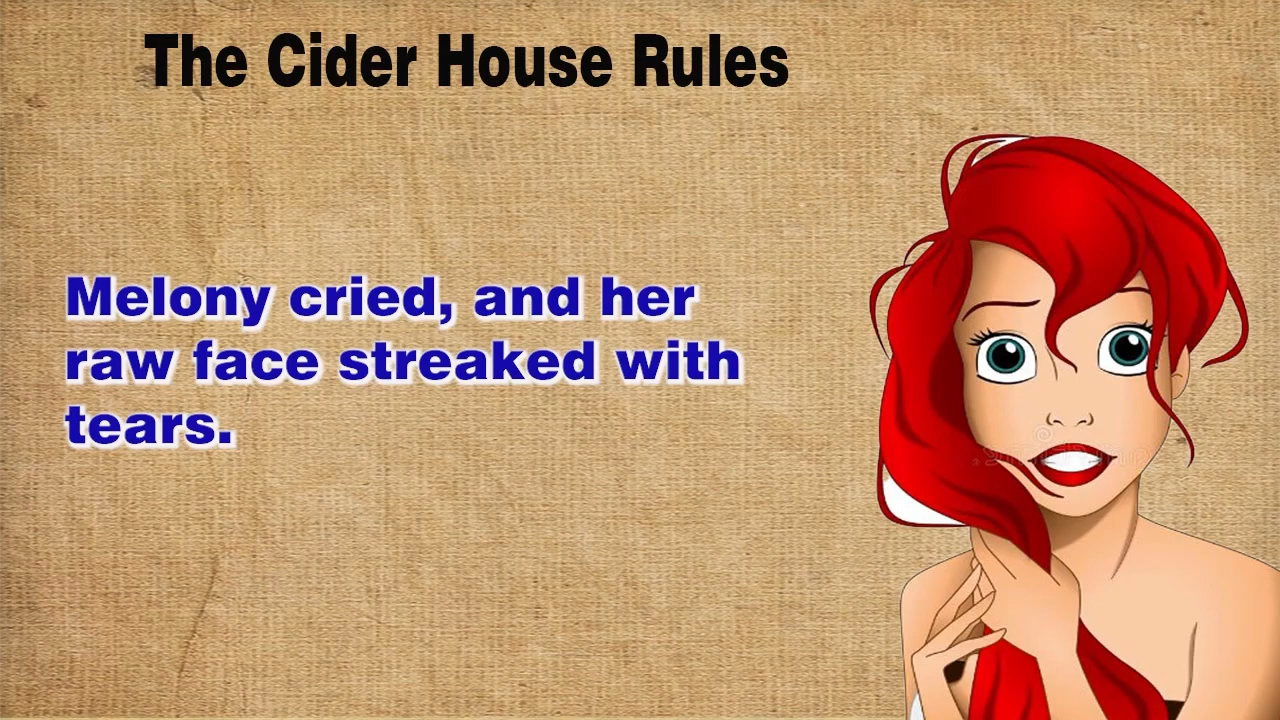 The Cider House Rules
Melony cried, and her
raw face streaked with
tears.